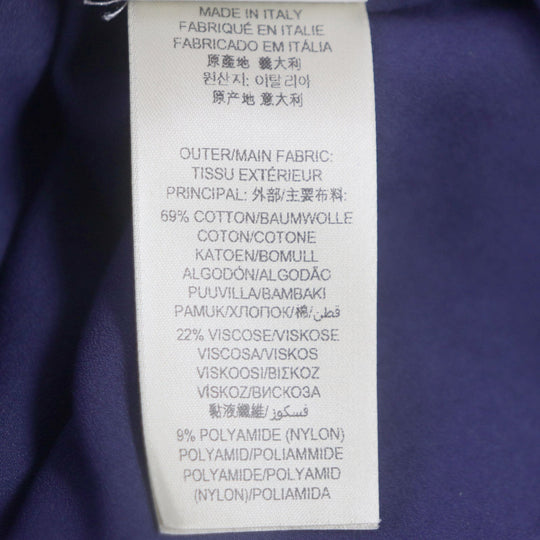 MADE IN ITALY
FABRIQUÉ EN ITALIE
FABRICADO EM ITÁLIA
原產地 義大利
원산지: 이탈리아
原产地 意大利
OUTER/MAIN FABRIC:
TISSU EXTÉRIEUR
PRINCIPAL: 外部/主要布料:
69% COTTON/BAUMWOLLE
COTON/COTONE
KATOEN/BOMULL
ALGODÓN/ALGODÃO
PUUVILLA/BAMBAKI
PAMUK/ХЛОПОК/棉/قطن
22% VISCOSE/VISKOSE
VISCOSA/VISKOS
VISKOOSI/ΒΙΣΚΟΖ
VİSKOZ/ВИСКОЗА
黏液纖維/فسكوز
9% POLYAMIDE (NYLON)
POLYAMID/POLIAMMIDE
POLYAMIDE/POLYAMID
(NYLON)/POLIAMIDA